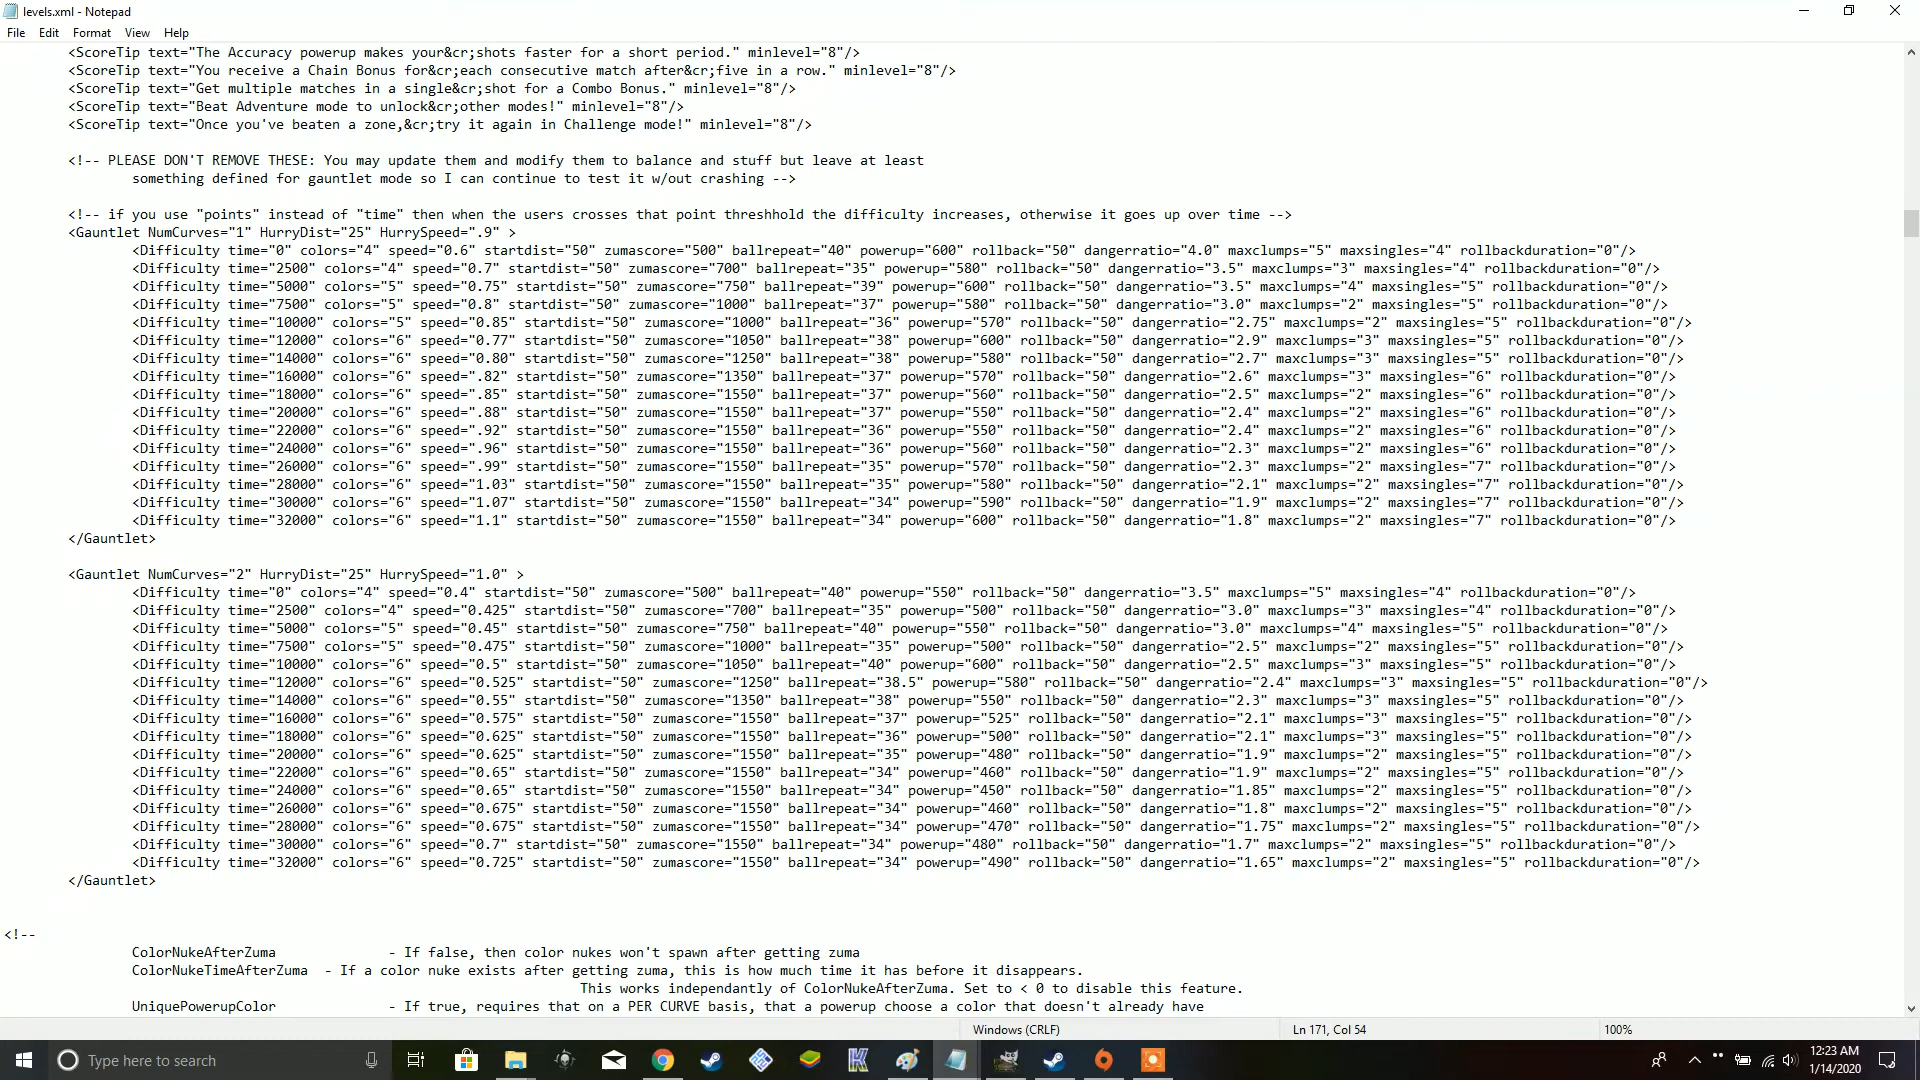 levels.xml - Notepad
File Edit Format View Help
<ScoreTip text="The Accuracy powerup makes your&cr;shots faster for a short period." minlevel="8"/>
<ScoreTip text="You receive a Chain Bonus for&cr;each consecutive match after&cr;five in a row." minlevel="8"/>
<ScoreTip text="Get multiple matches in a single&cr;shot for a Combo Bonus." minlevel="8"/>
<ScoreTip text="Beat Adventure mode to unlock&cr;other modes!" minlevel="8"/>
<ScoreTip text="Once you've beaten a zone,&cr;try it again in Challenge mode!" minlevel="8"/>
<!-- PLEASE DON'T REMOVE THESE: You may update them and modify them to balance and stuff but leave at least
something defined for gauntlet mode so I can continue to test it w/out crashing -->
<!-- if you use "points" instead of "time" then when the users crosses that point threshhold the difficulty increases, otherwise it goes up over time -->
<Gauntlet NumCurves="1" HurryDist="25" HurrySpeed=".9" >
<Difficulty time="0" colors="4" speed="0.6" startdist="50" zumascore="500" ballrepeat="40" powerup="600" rollback="50" dangerratio="4.0" maxclumps="5" maxsingles="4" rollbackduration="0"/>
<Difficulty time="2500" colors="4" speed="0.7" startdist="50" zumascore="700" ballrepeat="35" powerup="580" rollback="50" dangerratio="3.5" maxclumps="3" maxsingles="4" rollbackduration="0"/>
<Difficulty time="5000" colors="5" speed="0.75" startdist="50" zumascore="750" ballrepeat="39" powerup="600" rollback="50" dangerratio="3.5" maxclumps="4" maxsingles="5" rollbackduration="0"/>
<Difficulty time="7500" colors="5" speed="0.8" startdist="50" zumascore="1000" ballrepeat="37" powerup="580" rollback="50" dangerratio="3.0" maxclumps="2" maxsingles="5" rollbackduration="0"/>
<Difficulty time="10000" colors="5" speed="0.85" startdist="50" zumascore="1000" ballrepeat="36" powerup="570" rollback="50" dangerratio="2.75" maxclumps="2" maxsingles="5" rollbackduration="0"/>
<Difficulty time="12000" colors="6" speed="0.77" startdist="50" zumascore="1050" ballrepeat="38" powerup="600" rollback="50" dangerratio="2.9" maxclumps="3" maxsingles="5" rollbackduration="0"/>
<Difficulty time="14000" colors="6" speed="0.80" startdist="50" zumascore="1250" ballrepeat="38" powerup="580" rollback="50" dangerratio="2.7" maxclumps="3" maxsingles="5" rollbackduration="0"/>
<Difficulty time="16000" colors="6" speed=".82" startdist="50" zumascore="1350" ballrepeat="37" powerup="570" rollback="50" dangerratio="2.6" maxclumps="3" maxsingles="6" rollbackduration="0"/>
<Difficulty time="18000" colors="6" speed=".85" startdist="50" zumascore="1550" ballrepeat="37" powerup="560" rollback="50" dangerratio="2.5" maxclumps="2" maxsingles="6" rollbackduration="0"/>
<Difficulty time="20000" colors="6" speed=".88" startdist="50" zumascore="1550" ballrepeat="37" powerup="550" rollback="50" dangerratio="2.4" maxclumps="2" maxsingles="6" rollbackduration="0"/>
<Difficulty time="22000" colors="6" speed=".92" startdist="50" zumascore="1550" ballrepeat="36" powerup="550" rollback="50" dangerratio="2.4" maxclumps="2" maxsingles="6" rollbackduration="0"/>
<Difficulty time="24000" colors="6" speed=".96" startdist="50" zumascore="1550" ballrepeat="36" powerup="560" rollback="50" dangerratio="2.3" maxclumps="2" maxsingles="6" rollbackduration="0"/>
<Difficulty time="26000" colors="6" speed=".99" startdist="50" zumascore="1550" ballrepeat="35" powerup="570" rollback="50" dangerratio="2.3" maxclumps="2" maxsingles="7" rollbackduration="0"/>
<Difficulty time="28000" colors="6" speed="1.03" startdist="50" zumascore="1550" ballrepeat="35" powerup="580" rollback="50" dangerratio="2.1" maxclumps="2" maxsingles="7" rollbackduration="0"/>
<Difficulty time="30000" colors="6" speed="1.07" startdist="50" zumascore="1550" ballrepeat="34" powerup="590" rollback="50" dangerratio="1.9" maxclumps="2" maxsingles="7" rollbackduration="0"/>
<Difficulty time="32000" colors="6" speed="1.1" startdist="50" zumascore="1550" ballrepeat="34" powerup="600" rollback="50" dangerratio="1.8" maxclumps="2" maxsingles="7" rollbackduration="0"/>
</Gauntlet>
<Gauntlet NumCurves="2" HurryDist="25" HurrySpeed="1.0" >
<Difficulty time="0" colors="4" speed="0.4" startdist="50" zumascore="500" ballrepeat="40" powerup="550" rollback="50" dangerratio="3.5" maxclumps="5" maxsingles="4" rollbackduration="0"/>
<Difficulty time="2500" colors="4" speed="0.425" startdist="50" zumascore="700" ballrepeat="35" powerup="500" rollback="50" dangerratio="3.0" maxclumps="3" maxsingles="4" rollbackduration="0"/>
<Difficulty time="5000" colors="5" speed="0.45" startdist="50" zumascore="750" ballrepeat="40" powerup="550" rollback="50" dangerratio="3.0" maxclumps="4" maxsingles="5" rollbackduration="0"/>
<Difficulty time="7500" colors="5" speed="0.475" startdist="50" zumascore="1000" ballrepeat="35" powerup="500" rollback="50" dangerratio="2.5" maxclumps="2" maxsingles="5" rollbackduration="0"/>
<Difficulty time="10000" colors="6" speed="0.5" startdist="50" zumascore="1050" ballrepeat="40" powerup="600" rollback="50" dangerratio="2.5" maxclumps="3" maxsingles="5" rollbackduration="0"/>
<Difficulty time="12000" colors="6" speed="0.525" startdist="50" zumascore="1250" ballrepeat="38.5" powerup="580" rollback="50" dangerratio="2.4" maxclumps="3" maxsingles="5" rollbackduration="0"/>
<Difficulty time="14000" colors="6" speed="0.55" startdist="50" zumascore="1350" ballrepeat="38" powerup="550" rollback="50" dangerratio="2.3" maxclumps="3" maxsingles="5" rollbackduration="0"/>
<Difficulty time="16000" colors="6" speed="0.575" startdist="50" zumascore="1550" ballrepeat="37" powerup="525" rollback="50" dangerratio="2.1" maxclumps="3" maxsingles="5" rollbackduration="0"/>
<Difficulty time="18000" colors="6" speed="0.625" startdist="50" zumascore="1550" ballrepeat="36" powerup="500" rollback="50" dangerratio="2.1" maxclumps="3" maxsingles="5" rollbackduration="0"/>
<Difficulty time="20000" colors="6" speed="0.625" startdist="50" zumascore="1550" ballrepeat="35" powerup="480" rollback="50" dangerratio="1.9" maxclumps="2" maxsingles="5" rollbackduration="0"/>
<Difficulty time="22000" colors="6" speed="0.65" startdist="50" zumascore="1550" ballrepeat="34" powerup="460" rollback="50" dangerratio="1.9" maxclumps="2" maxsingles="5" rollbackduration="0"/>
<Difficulty time="24000" colors="6" speed="0.65" startdist="50" zumascore="1550" ballrepeat="34" powerup="450" rollback="50" dangerratio="1.85" maxclumps="2" maxsingles="5" rollbackduration="0"/>
<Difficulty time="26000" colors="6" speed="0.675" startdist="50" zumascore="1550" ballrepeat="34" powerup="460" rollback="50" dangerratio="1.8" maxclumps="2" maxsingles="5" rollbackduration="0"/>
<Difficulty time="28000" colors="6" speed="0.675" startdist="50" zumascore="1550" ballrepeat="34" powerup="470" rollback="50" dangerratio="1.75" maxclumps="2" maxsingles="5" rollbackduration="0"/>
<Difficulty time="30000" colors="6" speed="0.7" startdist="50" zumascore="1550" ballrepeat="34" powerup="480" rollback="50" dangerratio="1.7" maxclumps="2" maxsingles="5" rollbackduration="0"/>
<Difficulty time="32000" colors="6" speed="0.725" startdist="50" zumascore="1550" ballrepeat="34" powerup="490" rollback="50" dangerratio="1.65" maxclumps="2" maxsingles="5" rollbackduration="0"/>
</Gauntlet>
<!--
ColorNukeAfterZuma - If false, then color nukes won't spawn after getting zuma
ColorNukeTimeAfterZuma - If a color nuke exists after getting zuma, this is how much time it has before it disappears.
This works independantly of ColorNukeAfterZuma. Set to < 0 to disable this feature.
UniquePowerupColor - If true, requires that on a PER CURVE basis, that a powerup choose a color that doesn't already have
Windows (CRLF) Ln 171, Col 54 100%
Type here to search
12:23 AM
1/14/2020